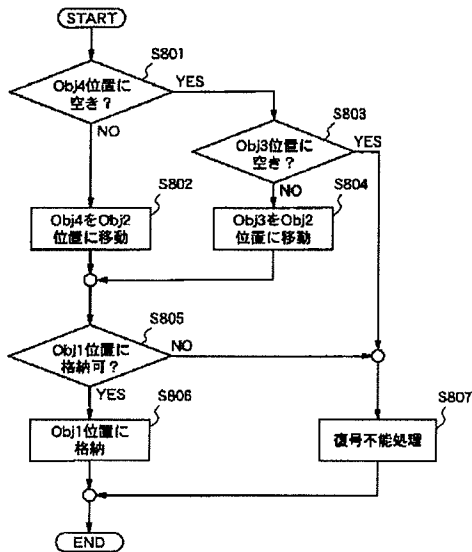 START
S801
Obj4位置に
空き？
YES
NO
S803
Obj3位置に
空き？
YES
NO
S802
Obj4をObj2
位置に移動
S804
Obj3をObj2
位置に移動
S805
Obj1位置に
格納可？
NO
YES
S806
Obj1位置に
格納
S807
復号不能処理
END